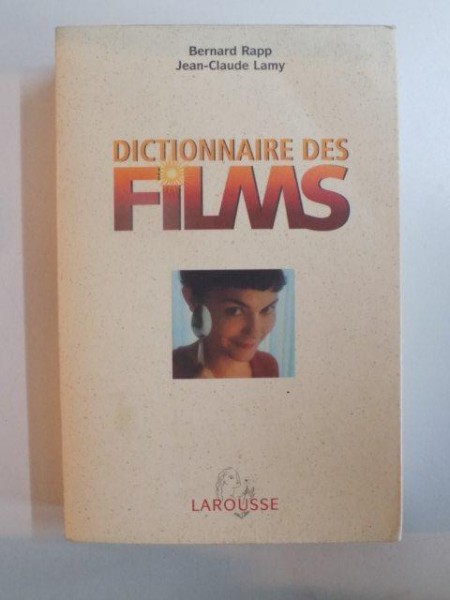 Bernard Rapp
Jean-Claude Lamy
DICTIONNAIRE DES
FiLMS
LAROUSSE